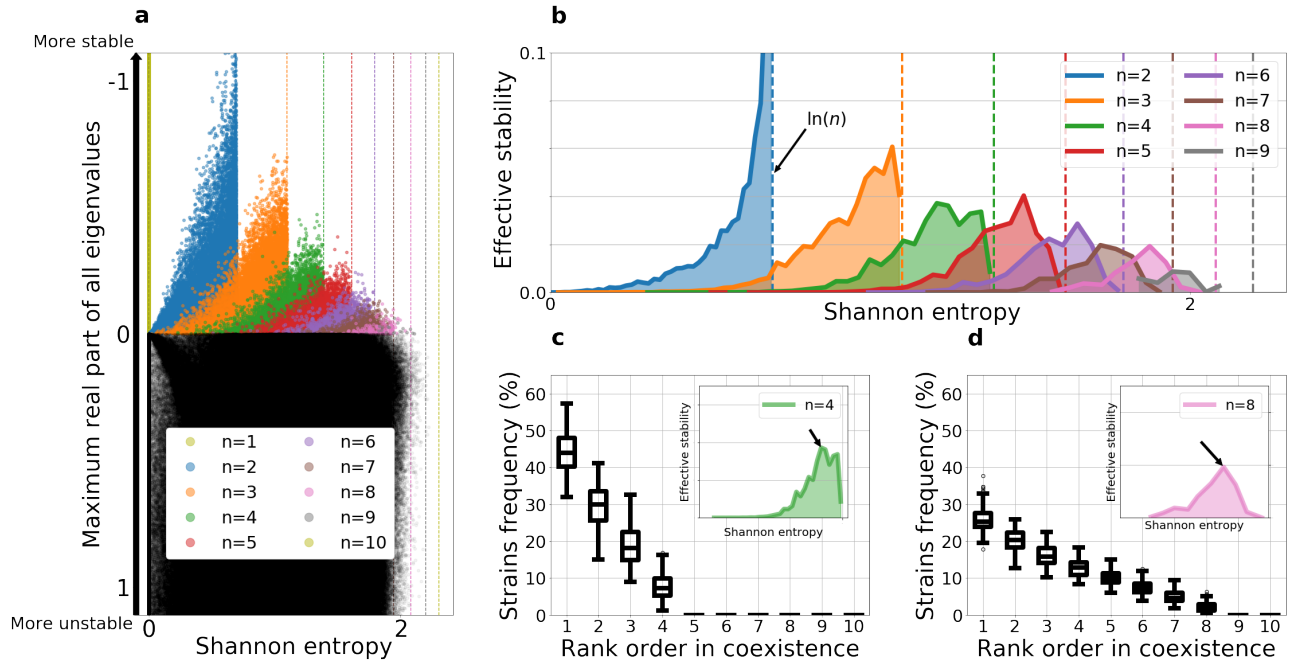 a
More stable
-1
0
1
More unstable
Maximum real part of all eigenvalues
n=1 n=6
n=2 n=7
n=3 n=8
n=4 n=9
n=5 n=10
0 2
Shannon entropy
b
0.1
0.0
Effective stability
ln(n)
n=2 n=6
n=3 n=7
n=4 n=8
n=5 n=9
0 2
Shannon entropy
c
Strains frequency (%)
60
50
40
30
20
10
0
n=4
Effective stability
Shannon entropy
1 2 3 4 5 6 7 8 9 10
Rank order in coexistence
d
Strains frequency (%)
60
50
40
30
20
10
0
n=8
Effective stability
Shannon entropy
1 2 3 4 5 6 7 8 9 10
Rank order in coexistence